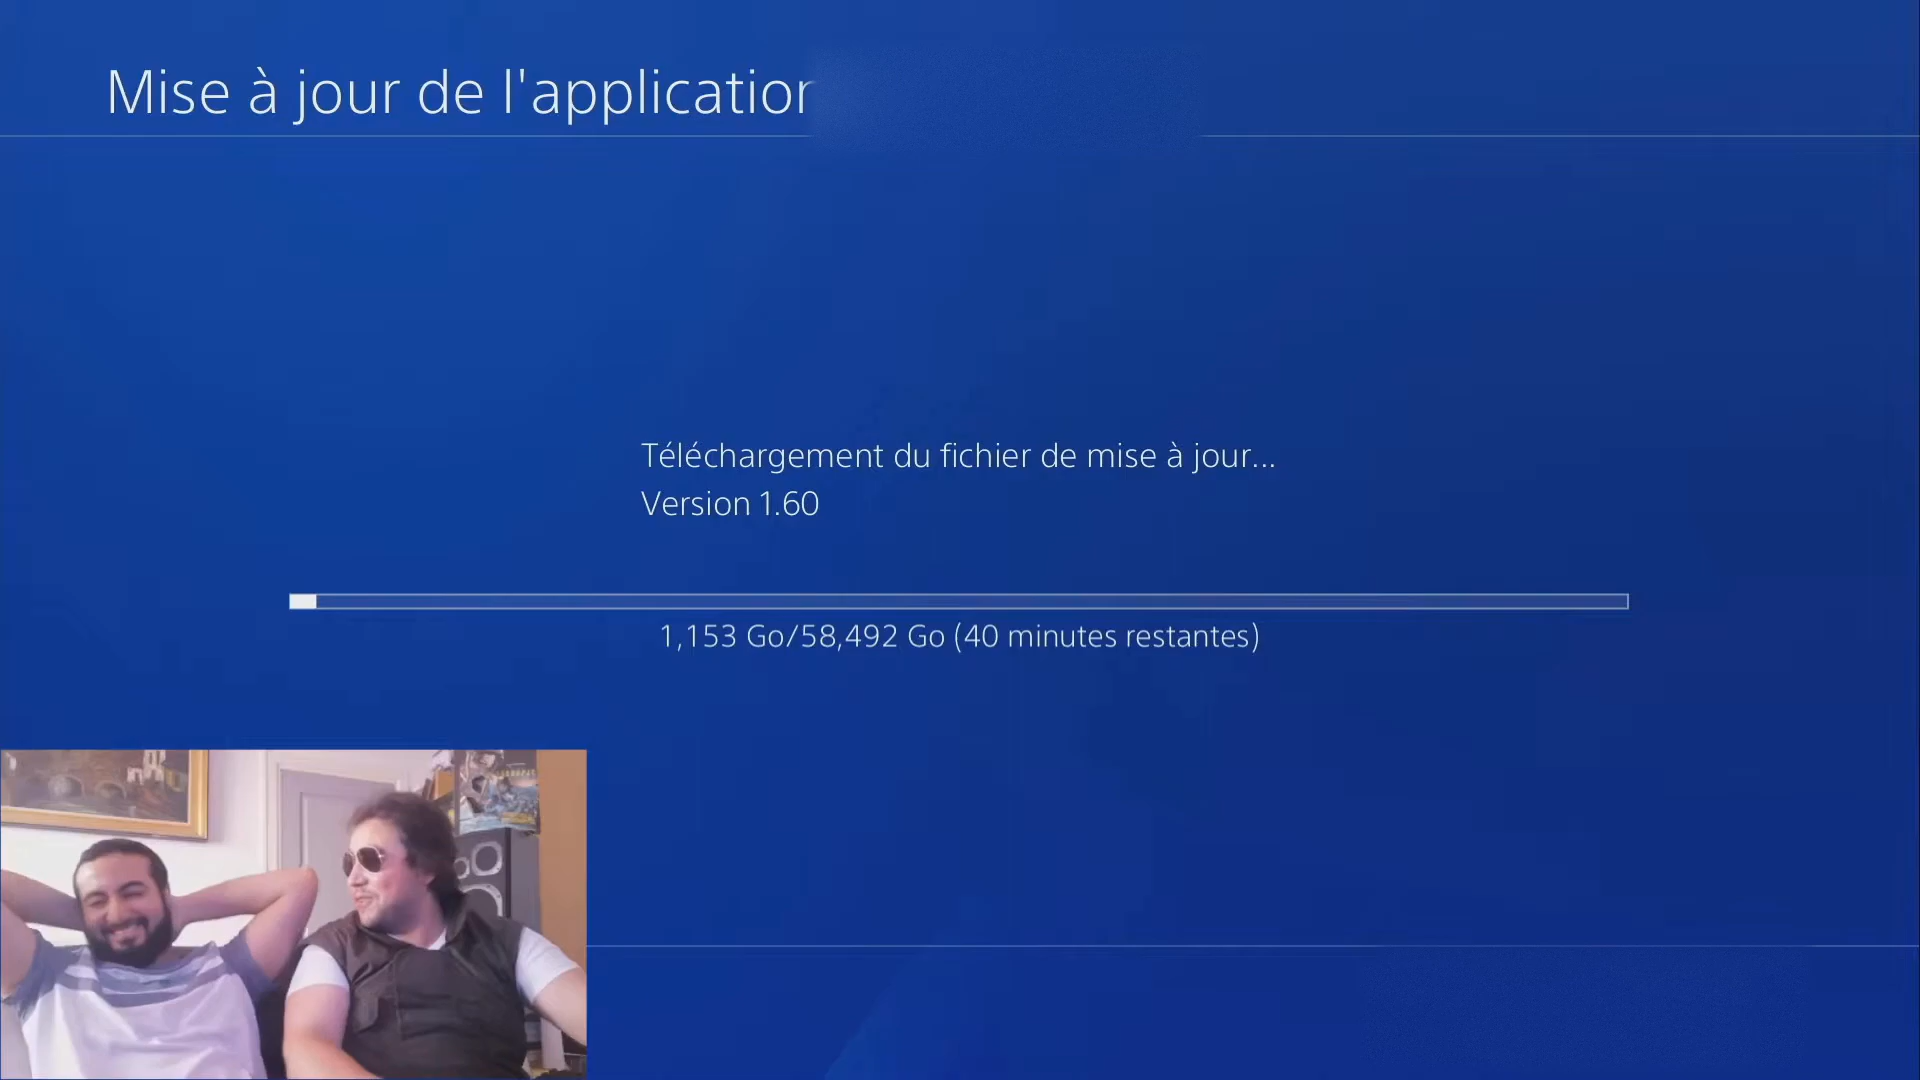 Mise à jour de l'application
Téléchargement du fichier de mise à jour...
Version 1.60
1,153 Go/58,492 Go (40 minutes restantes)